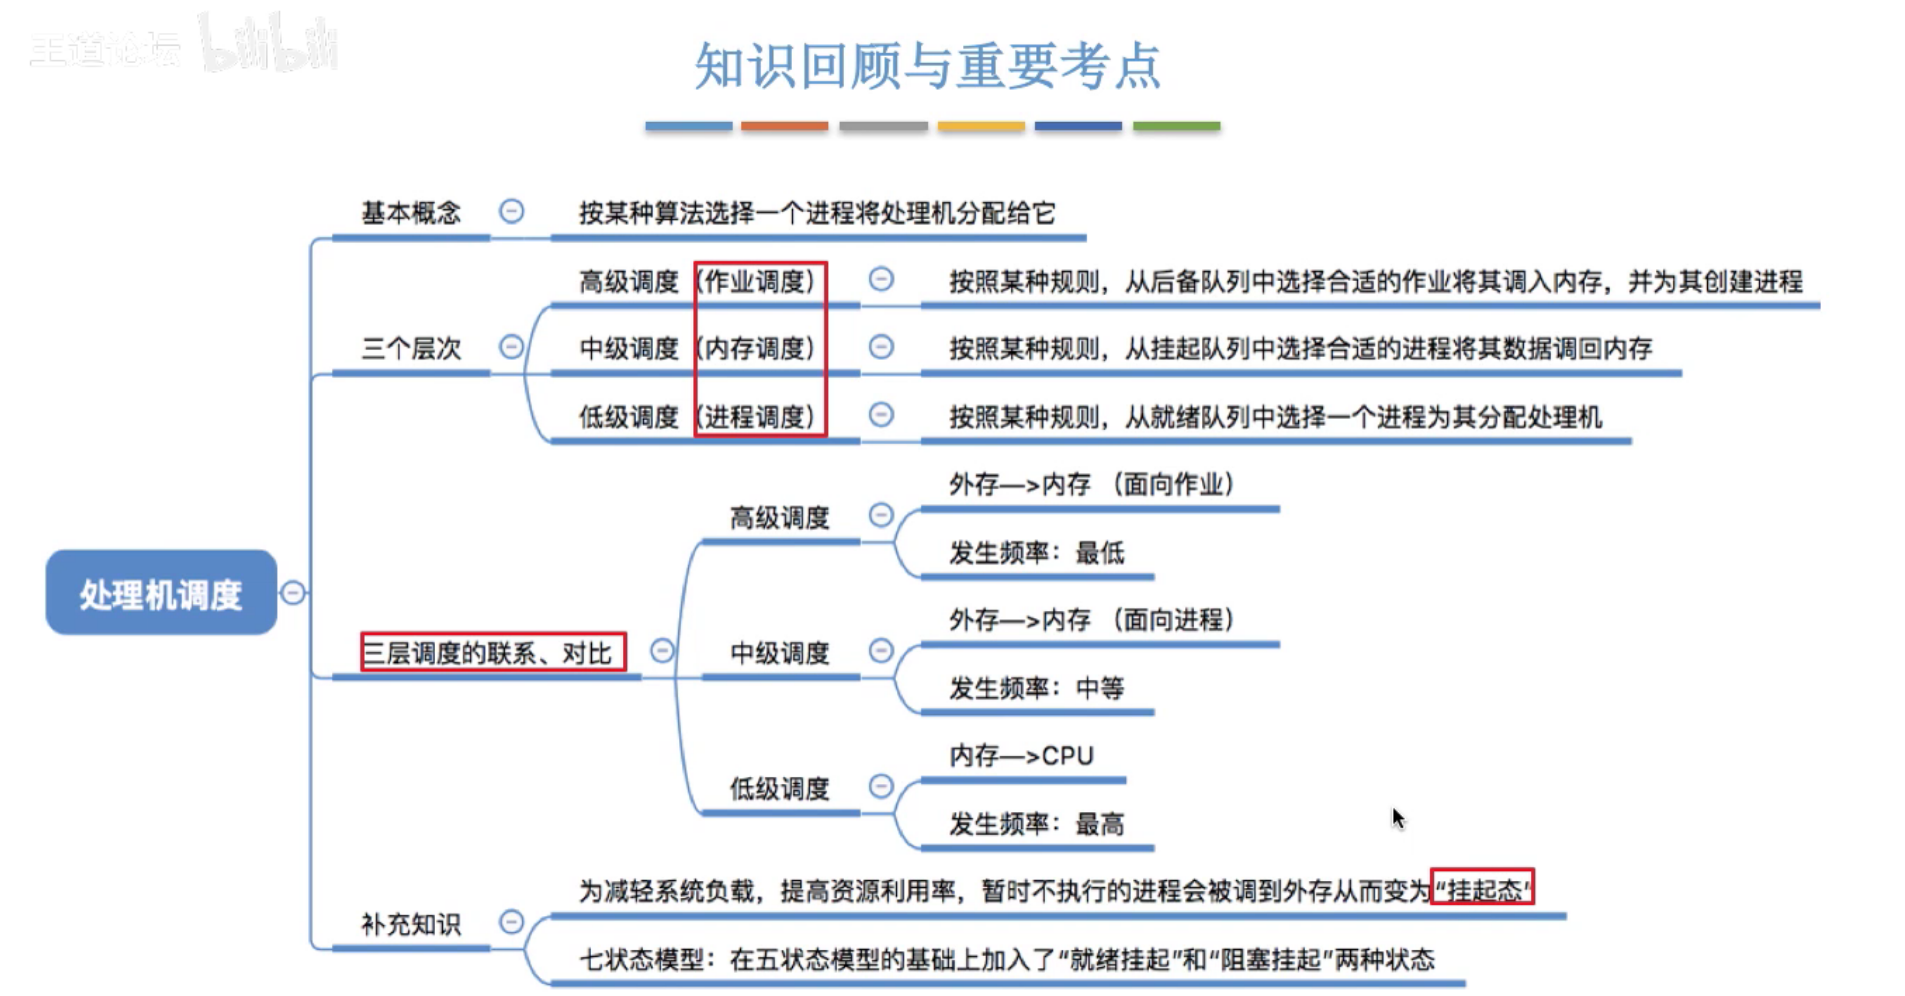 王道论坛 bilibili
知识回顾与重要考点
基本概念
按某种算法选择一个进程将处理机分配给它
高级调度（作业调度）
按照某种规则，从后备队列中选择合适的作业将其调入内存，并为其创建进程
三个层次
中级调度（内存调度）
按照某种规则，从挂起队列中选择合适的进程将其数据调回内存
低级调度（进程调度）
按照某种规则，从就绪队列中选择一个进程为其分配处理机
外存—>内存 （面向作业）
高级调度
发生频率：最低
处理机调度
外存—>内存 （面向进程）
三层调度的联系、对比
中级调度
发生频率：中等
内存—>CPU
低级调度
发生频率：最高
为减轻系统负载，提高资源利用率，暂时不执行的进程会被调到外存从而变为“挂起态”
补充知识
七状态模型：在五状态模型的基础上加入了“就绪挂起”和“阻塞挂起”两种状态